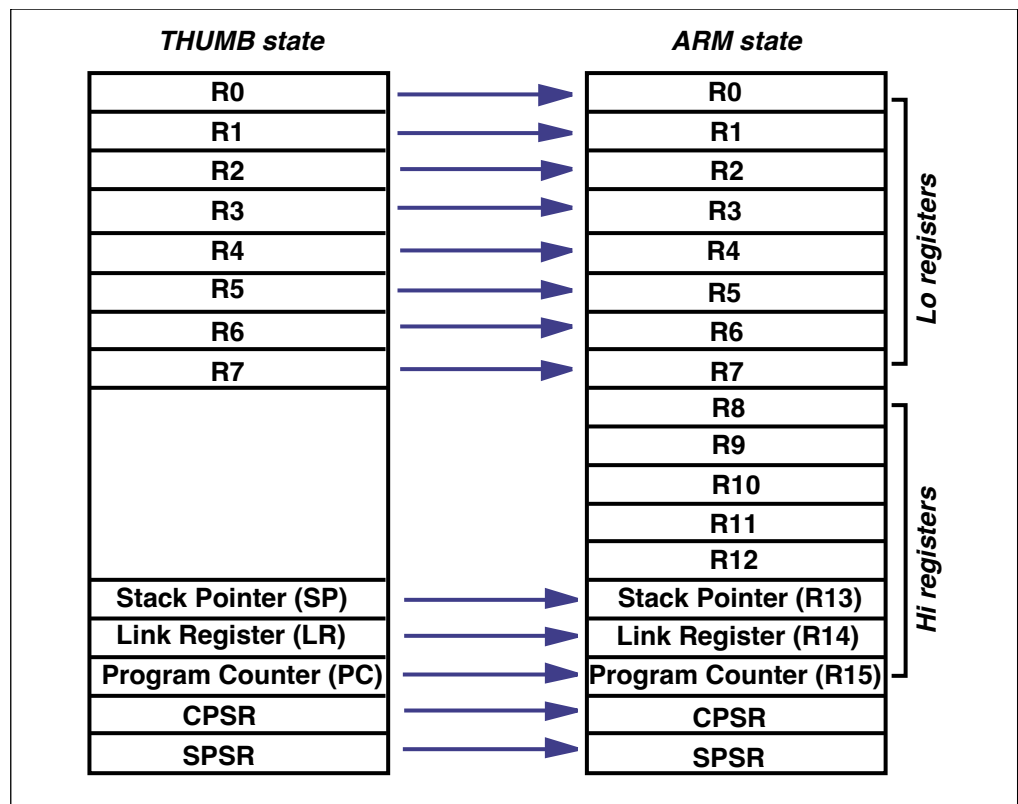 THUMB state
ARM state
R0
R1
R2
R3
R4
R5
R6
R7
Stack Pointer (SP)
Link Register (LR)
Program Counter (PC)
CPSR
SPSR
R0
R1
R2
R3
R4
R5
R6
R7
R8
R9
R10
R11
R12
Stack Pointer (R13)
Link Register (R14)
Program Counter (R15)
CPSR
SPSR
Lo registers
Hi registers